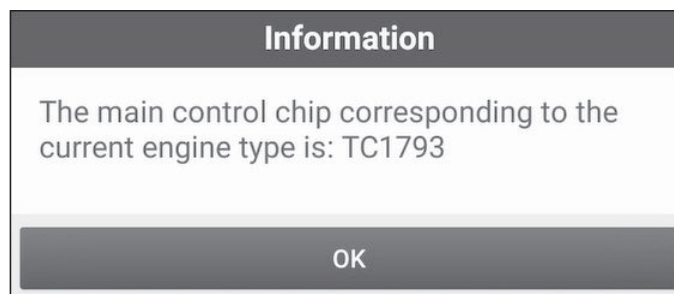 Information
The main control chip corresponding to the
current engine type is: TC1793
OK